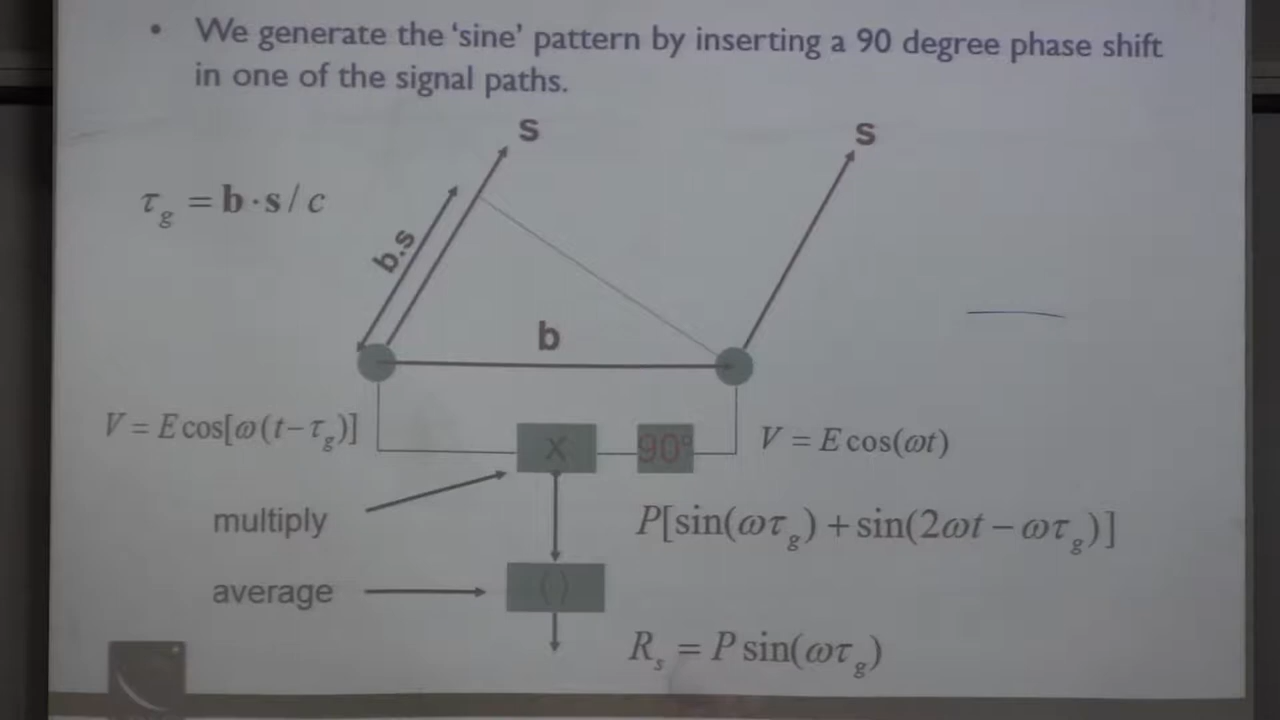 • We generate the ‘sine’ pattern by inserting a 90 degree phase shift
in one of the signal paths.
s
s
τg = b·s/c
b.s
b
V = E cos[ω(t−τg)]
X
90°
V = E cos(ωt)
multiply
P[sin(ωτg) + sin(2ωt − ωτg)]
average
⟨⟩
Rs = P sin(ωτg)